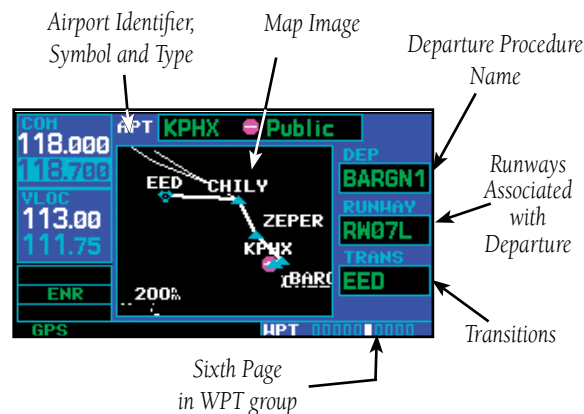 Airport Identifier,
Symbol and Type
Map Image
Departure Procedure
Name
COM
118.000
118.700
VLOC
113.00
111.75
ENR
GPS
APT KPHX Public
EED
CHILY
ZEPER
KPHX
BARG
200
DEP
BARGN1
RUNWAY
RW07L
TRANS
EED
WPT
Runways
Associated
with
Departure
Transitions
Sixth Page
in WPT group